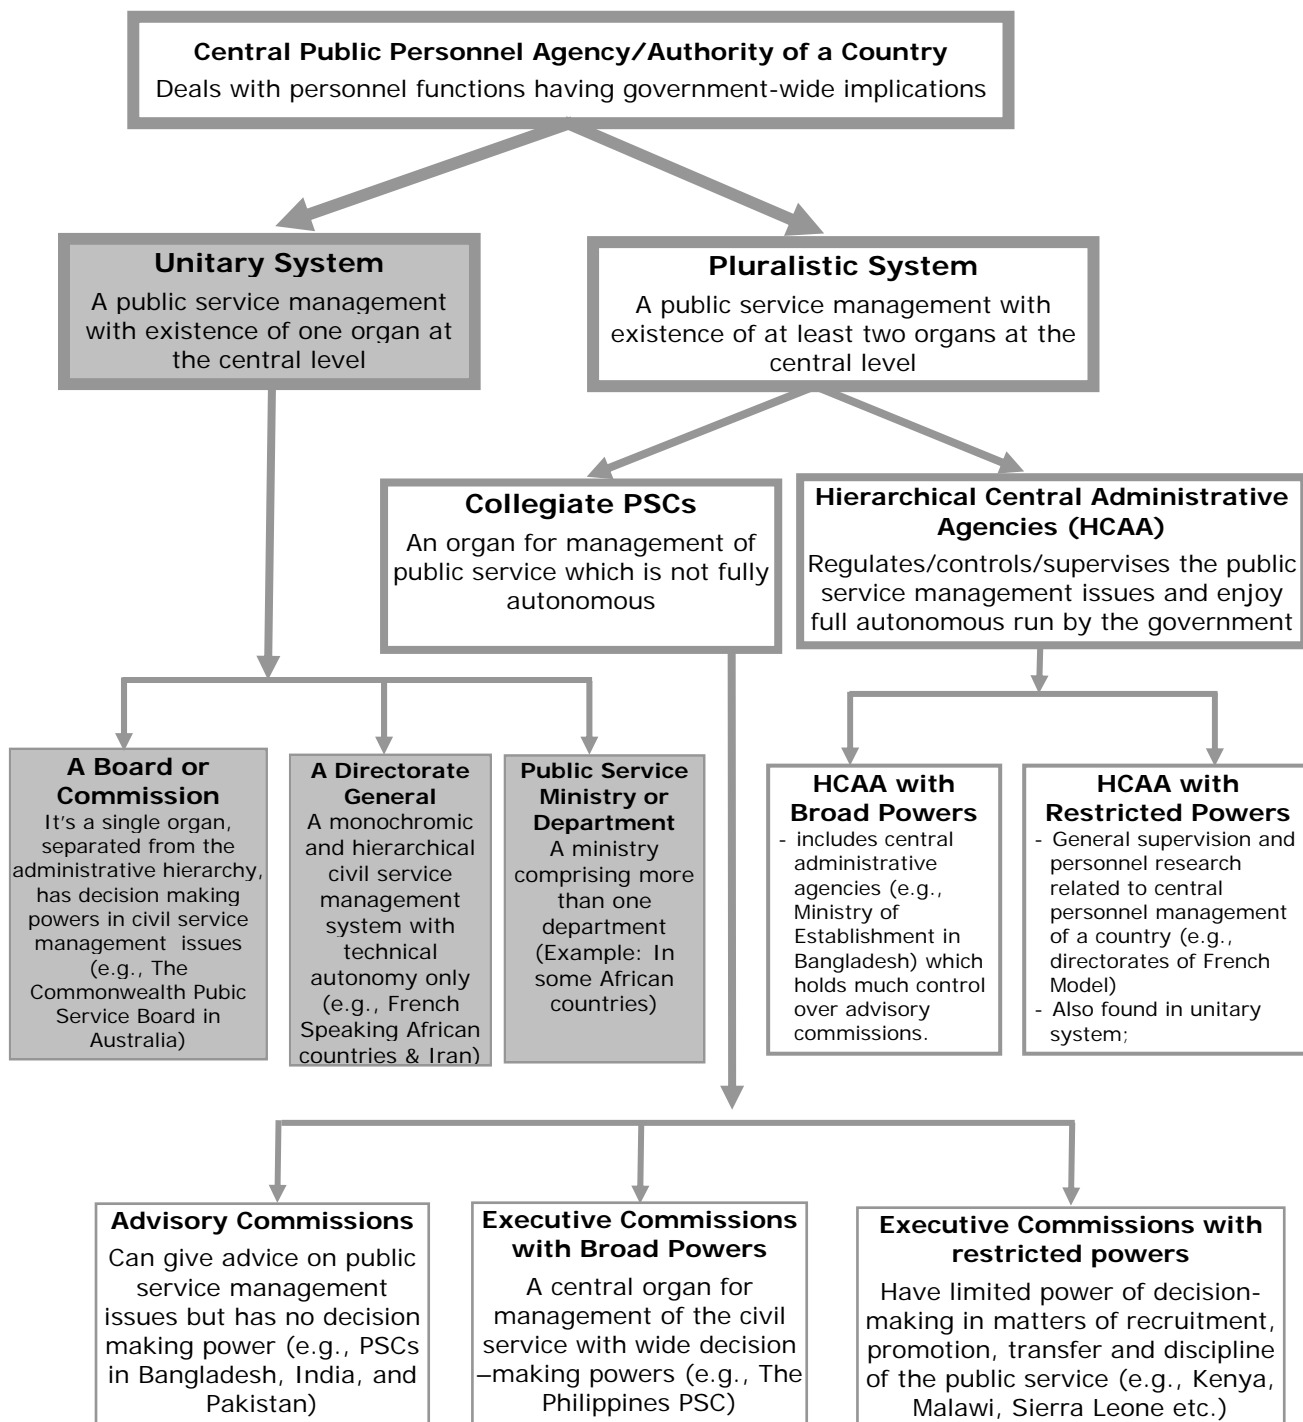 Central Public Personnel Agency/Authority of a Country
Deals with personnel functions having government-wide implications
Unitary System
A public service management
with existence of one organ at
the central level
Pluralistic System
A public service management with
existence of at least two organs at the
central level
Collegiate PSCs
An organ for management of
public service which is not fully
autonomous
Hierarchical Central Administrative
Agencies (HCAA)
Regulates/controls/supervises the public
service management issues and enjoy
full autonomous run by the government
A Board or
Commission
It's a single organ,
separated from the
administrative hierarchy,
has decision making
powers in civil service
management issues
(e.g., The
Commonwealth Pubic
Service Board in
Australia)
A Directorate
General
A monochromic
and hierarchical
civil service
management
system with
technical
autonomy only
(e.g., French
Speaking African
countries & Iran)
Public Service
Ministry or
Department
A ministry
comprising more
than one
department
(Example: In
some African
countries)
HCAA with
Broad Powers
- includes central
administrative
agencies (e.g.,
Ministry of
Establishment in
Bangladesh) which
holds much control
over advisory
commissions.
HCAA with
Restricted Powers
- General supervision and
personnel research
related to central
personnel management
of a country (e.g.,
directorates of French
Model)
- Also found in unitary
system;
Advisory Commissions
Can give advice on public
service management
issues but has no decision
making power (e.g., PSCs
in Bangladesh, India, and
Pakistan)
Executive Commissions
with Broad Powers
A central organ for
management of the civil
service with wide decision
–making powers (e.g., The
Philippines PSC)
Executive Commissions with
restricted powers
Have limited power of decision-
making in matters of recruitment,
promotion, transfer and discipline
of the public service (e.g., Kenya,
Malawi, Sierra Leone etc.)